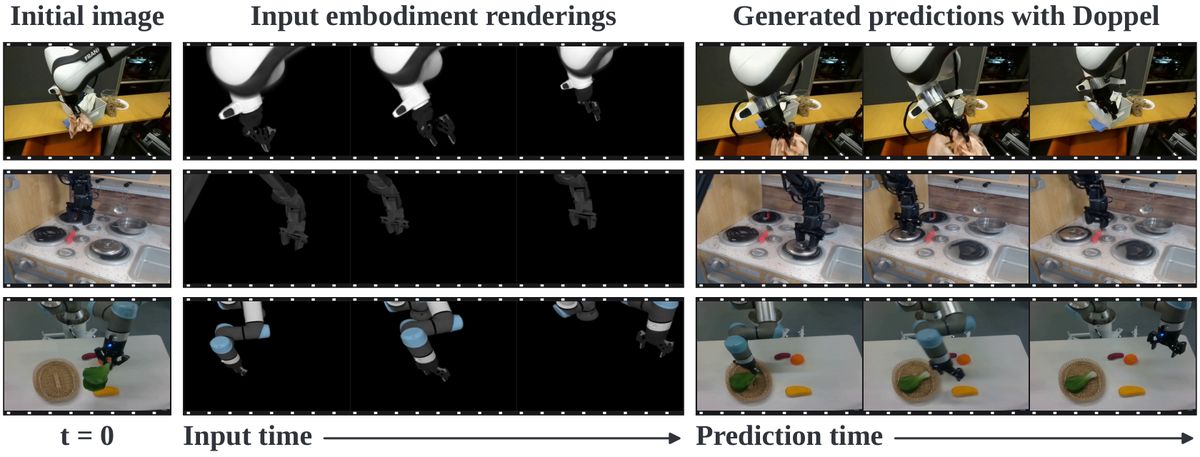 Initial image
Input embodiment renderings
Generated predictions with Doppel
t = 0
Input time
Prediction time